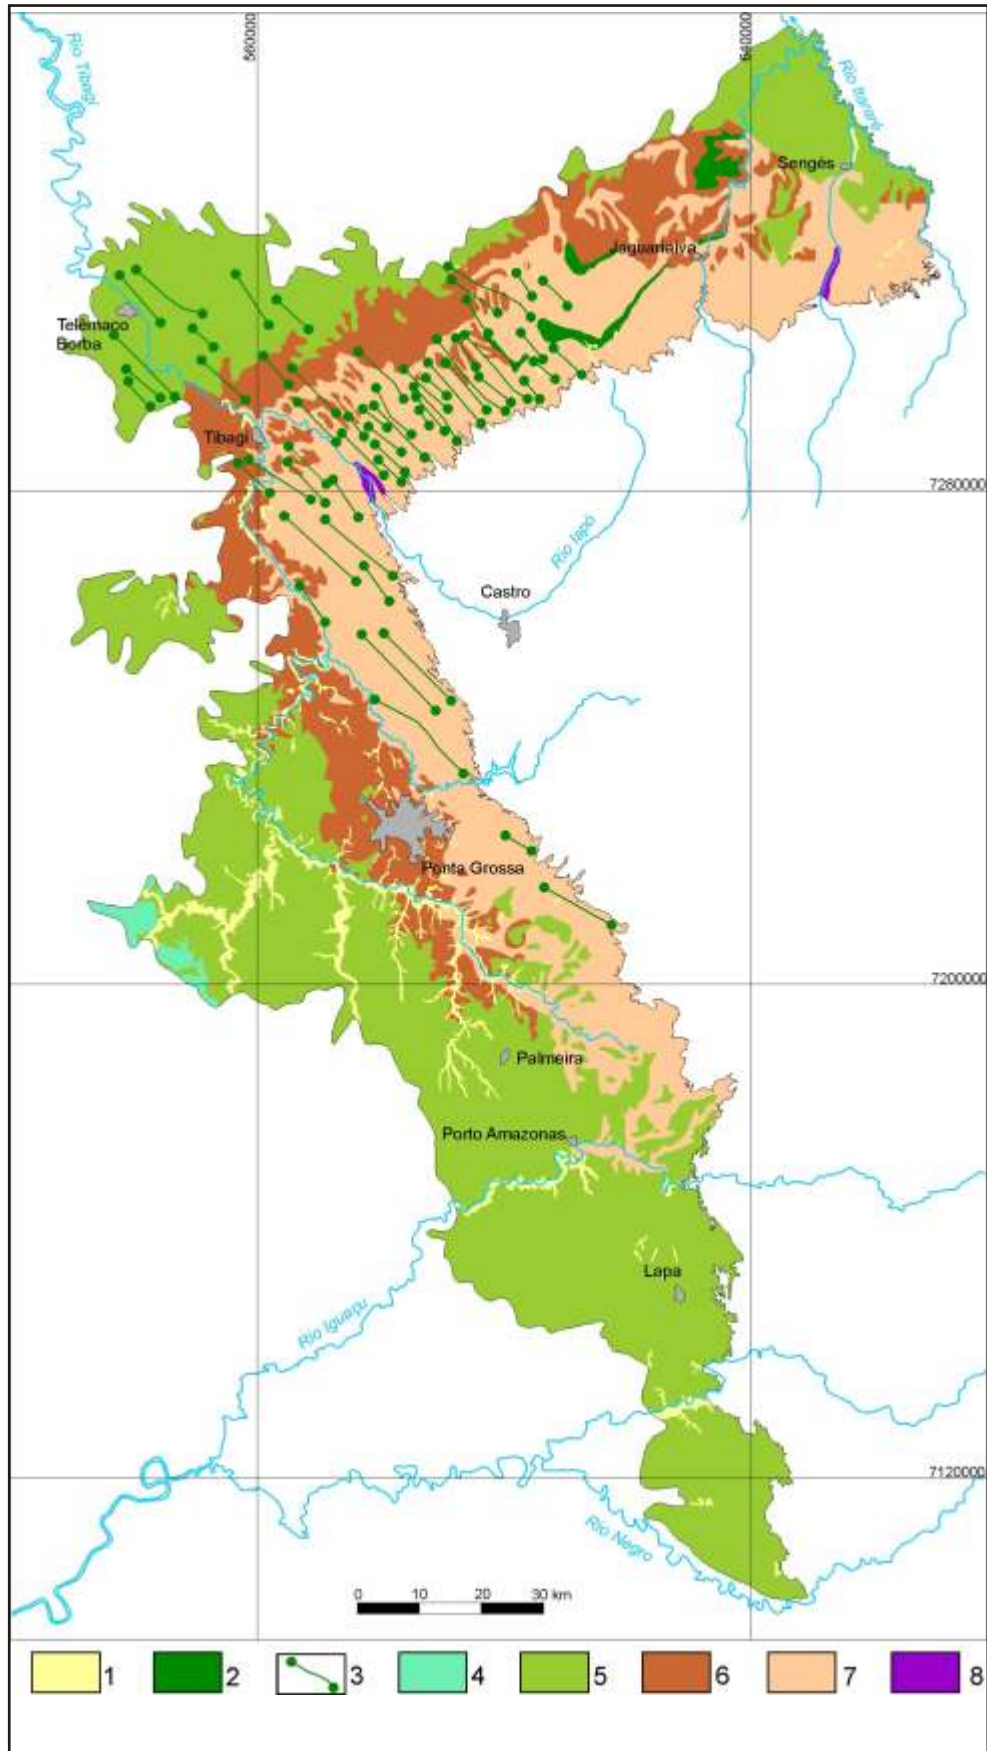 560000
640000
Rio Tibagi
Rio Itararé
Sengés
Jaguariaíva
Telêmaco
Borba
Tibagi
7280000
Rio Iapó
Castro
Ponta Grossa
7200000
Palmeira
Porto Amazonas
Lapa
Rio Iguaçu
7120000
Rio Negro
0 10 20 30 km
1 2 3 4 5 6 7 8